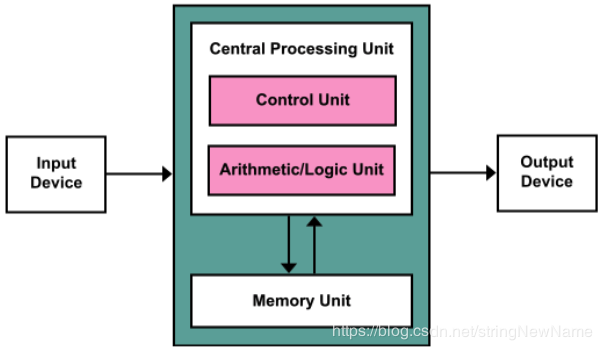 Central Processing Unit
Control Unit
Arithmetic/Logic Unit
Input
Device
Output
Device
Memory Unit
https://blog.csdn.net/stringNewName